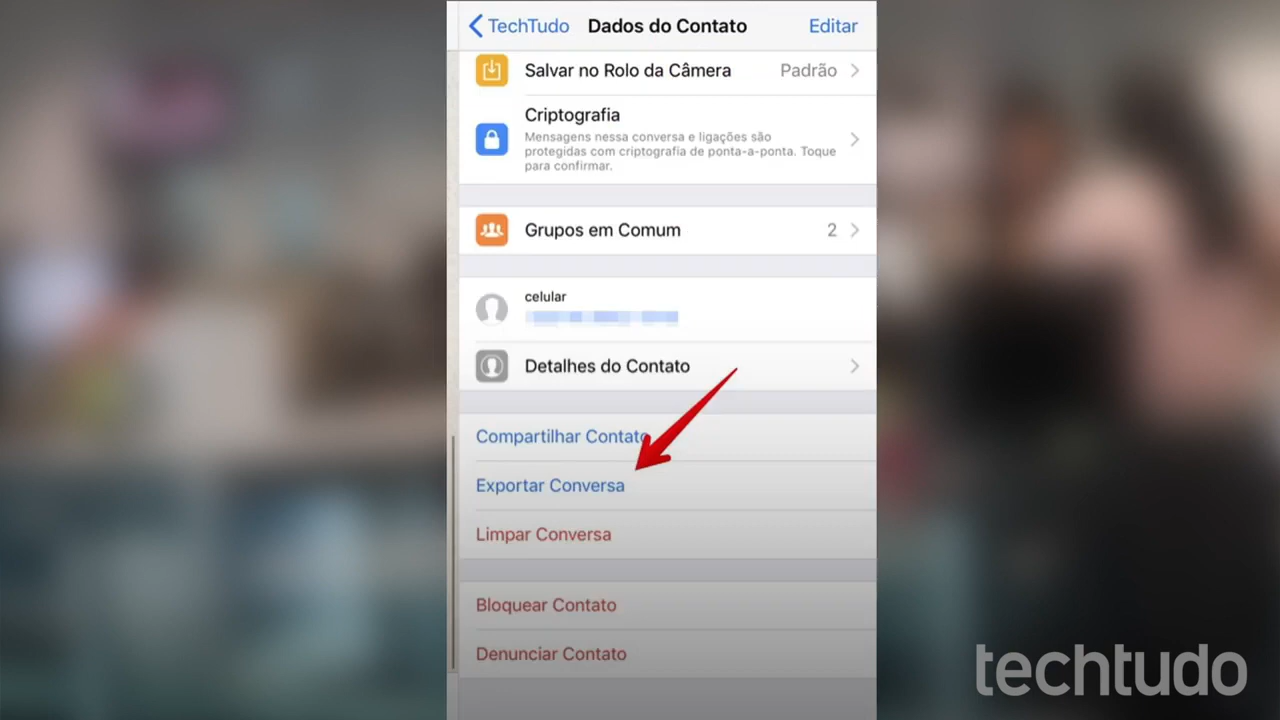 TechTudo
Dados do Contato
Editar
Salvar no Rolo da Câmera
Padrão
Criptografia
Mensagens nessa conversa e ligações são
protegidas com criptografia de ponta-a-ponta. Toque
para confirmar.
Grupos em Comum
2
celular
Detalhes do Contato
Compartilhar Contato
Exportar Conversa
Limpar Conversa
Bloquear Contato
Denunciar Contato
techtudo